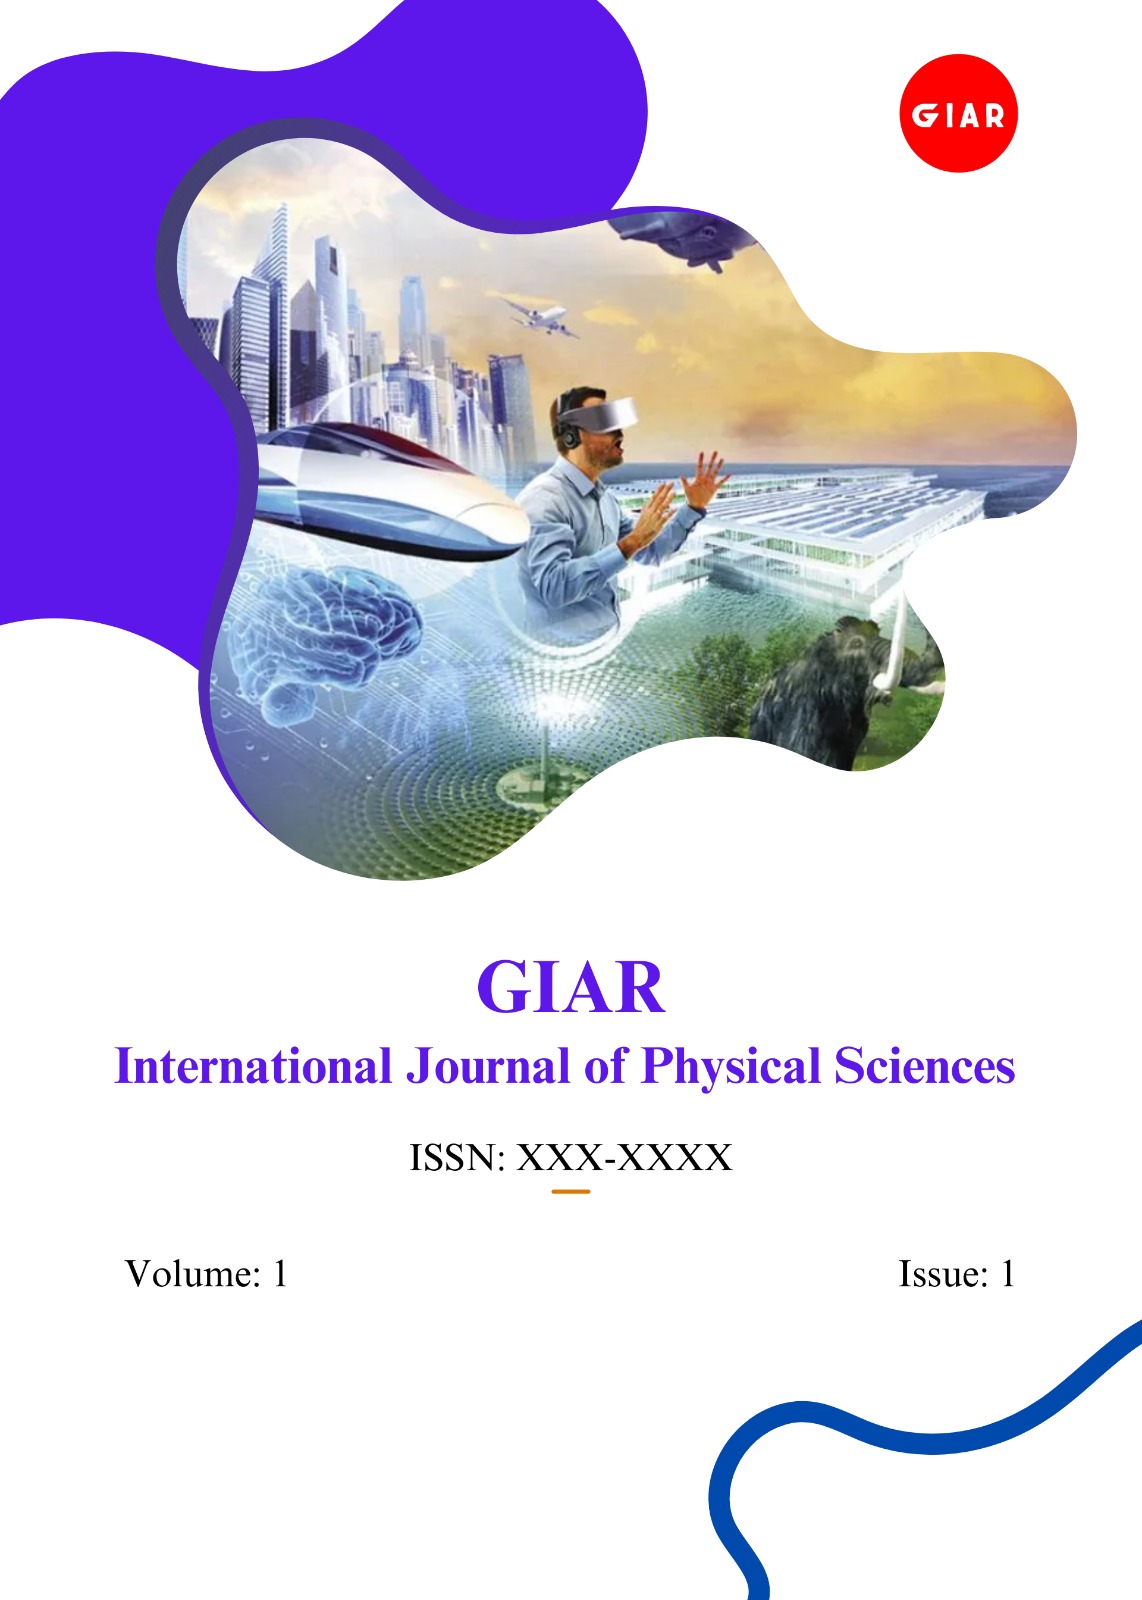 GIAR
GIAR
International Journal of Physical Sciences
ISSN: XXX-XXXX
Volume: 1
Issue: 1